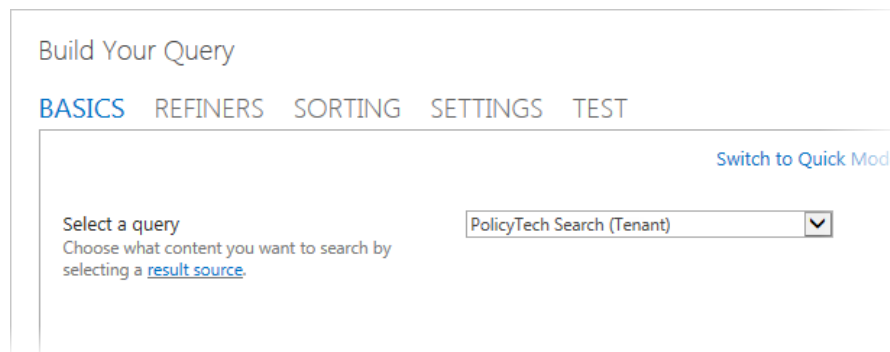 Build Your Query
BASICS REFINERS SORTING SETTINGS TEST
Switch to Quick Mod
Select a query
PolicyTech Search (Tenant)
Choose what content you want to search by
selecting a result source.